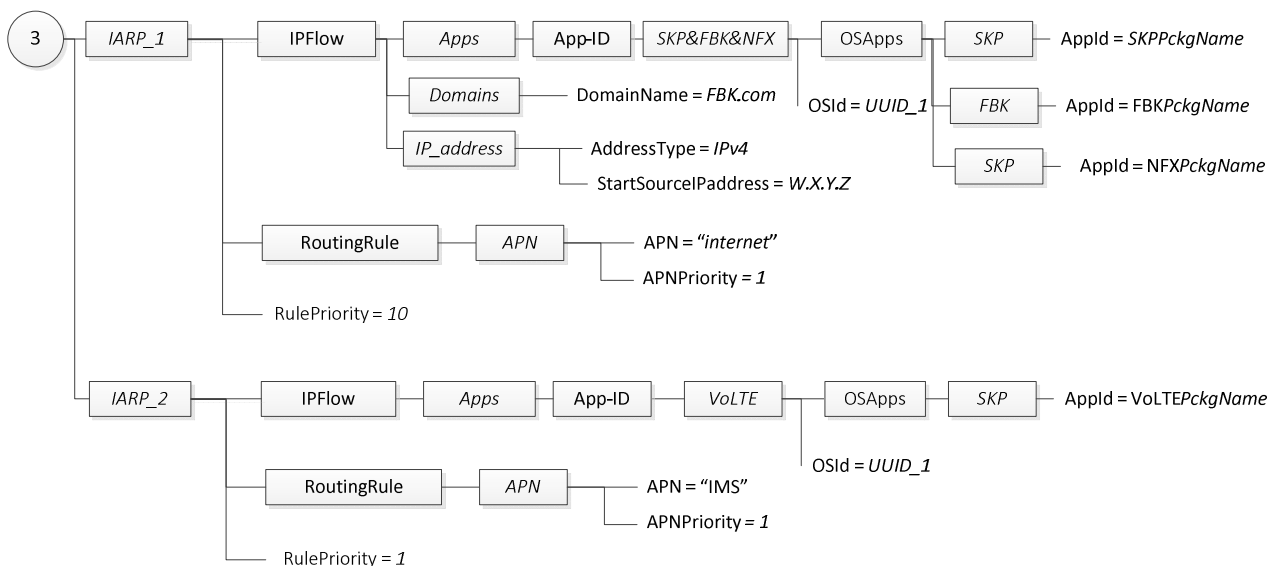 3
IARP_1
IPFlow
Apps
App-ID
SKP&FBK&NFX
OSApps
SKP
AppId = SKPPckgName
Domains
DomainName = FBK.com
OSId = UUID_1
FBK
AppId = FBKPckgName
IP_address
AddressType = IPv4
SKP
AppId = NFXPckgName
StartSourceIPaddress = W.X.Y.Z
RoutingRule
APN
APN = “internet”
APNPriority = 1
RulePriority = 10
IARP_2
IPFlow
Apps
App-ID
VoLTE
OSApps
SKP
AppId = VoLTEPckgName
OSId = UUID_1
RoutingRule
APN
APN = “IMS”
APNPriority = 1
RulePriority = 1